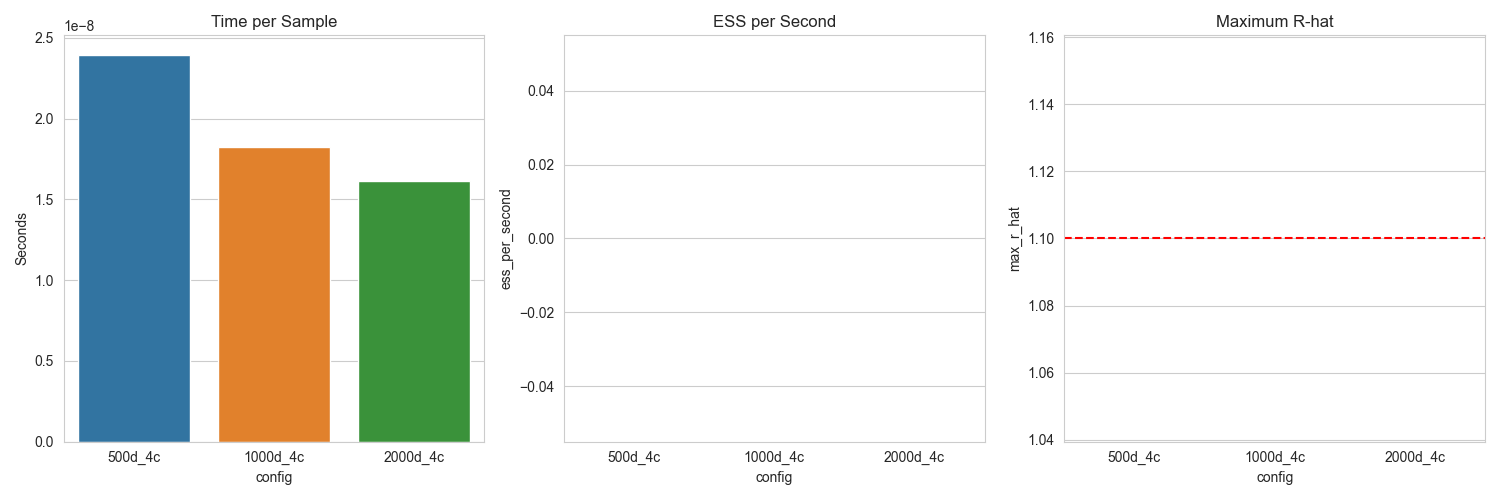 Time per Sample
1e−8
2.5
2.0
1.5
1.0
0.5
0.0
Seconds
500d_4c 1000d_4c 2000d_4c
config
ESS per Second
0.04
0.02
0.00
−0.02
−0.04
ess_per_second
500d_4c 1000d_4c 2000d_4c
config
Maximum R-hat
1.16
1.14
1.12
1.10
1.08
1.06
1.04
max_r_hat
500d_4c 1000d_4c 2000d_4c
config